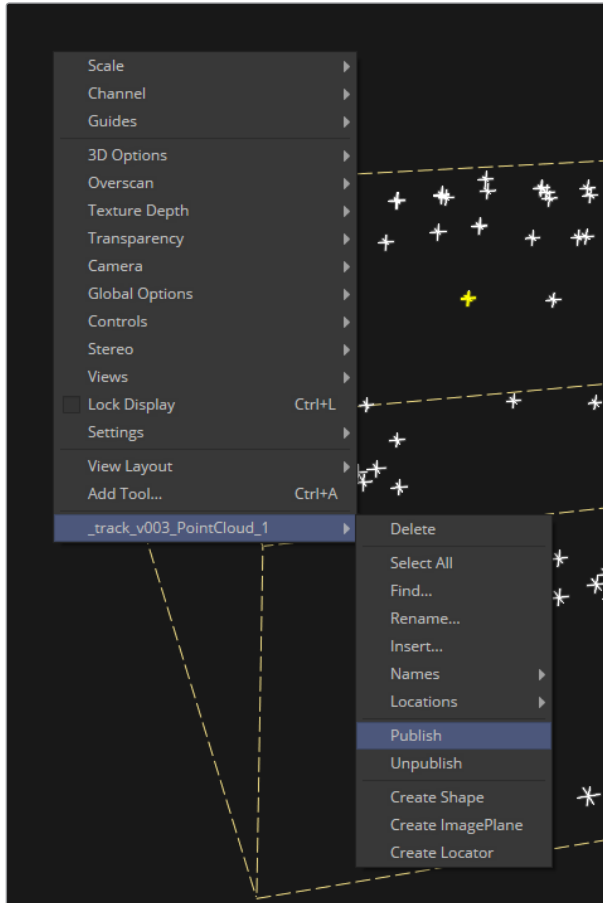 Scale
Channel
Guides
3D Options
Overscan
Texture Depth
Transparency
Camera
Global Options
Controls
Stereo
Views
Lock Display Ctrl+L
Settings
View Layout
Add Tool... Ctrl+A
_track_v003_PointCloud_1
Delete
Select All
Find...
Rename...
Insert...
Names
Locations
Publish
Unpublish
Create Shape
Create ImagePlane
Create Locator